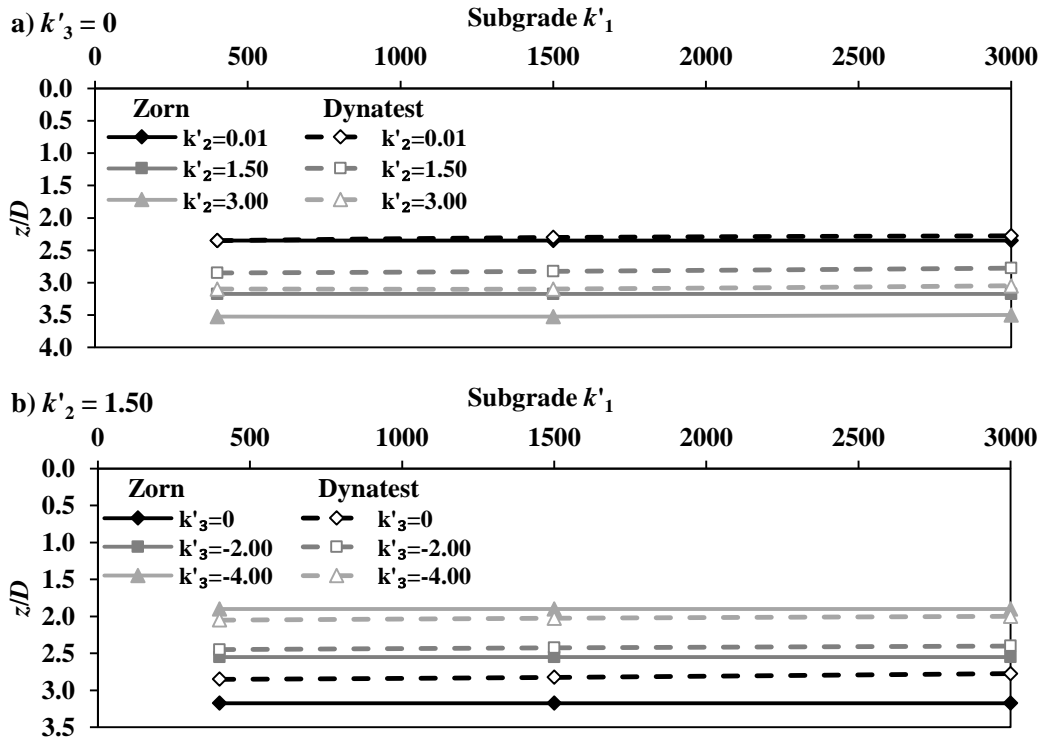 a) k'₃ = 0
Subgrade k'₁
0 500 1000 1500 2000 2500 3000
0.0
0.5
1.0
1.5
2.0
2.5
3.0
3.5
4.0
z/D
Zorn Dynatest
k'₂=0.01 k'₂=0.01
k'₂=1.50 k'₂=1.50
k'₂=3.00 k'₂=3.00
b) k'₂ = 1.50
Subgrade k'₁
0 500 1000 1500 2000 2500 3000
0.0
0.5
1.0
1.5
2.0
2.5
3.0
3.5
z/D
Zorn Dynatest
k'₃=0 k'₃=0
k'₃=-2.00 k'₃=-2.00
k'₃=-4.00 k'₃=-4.00